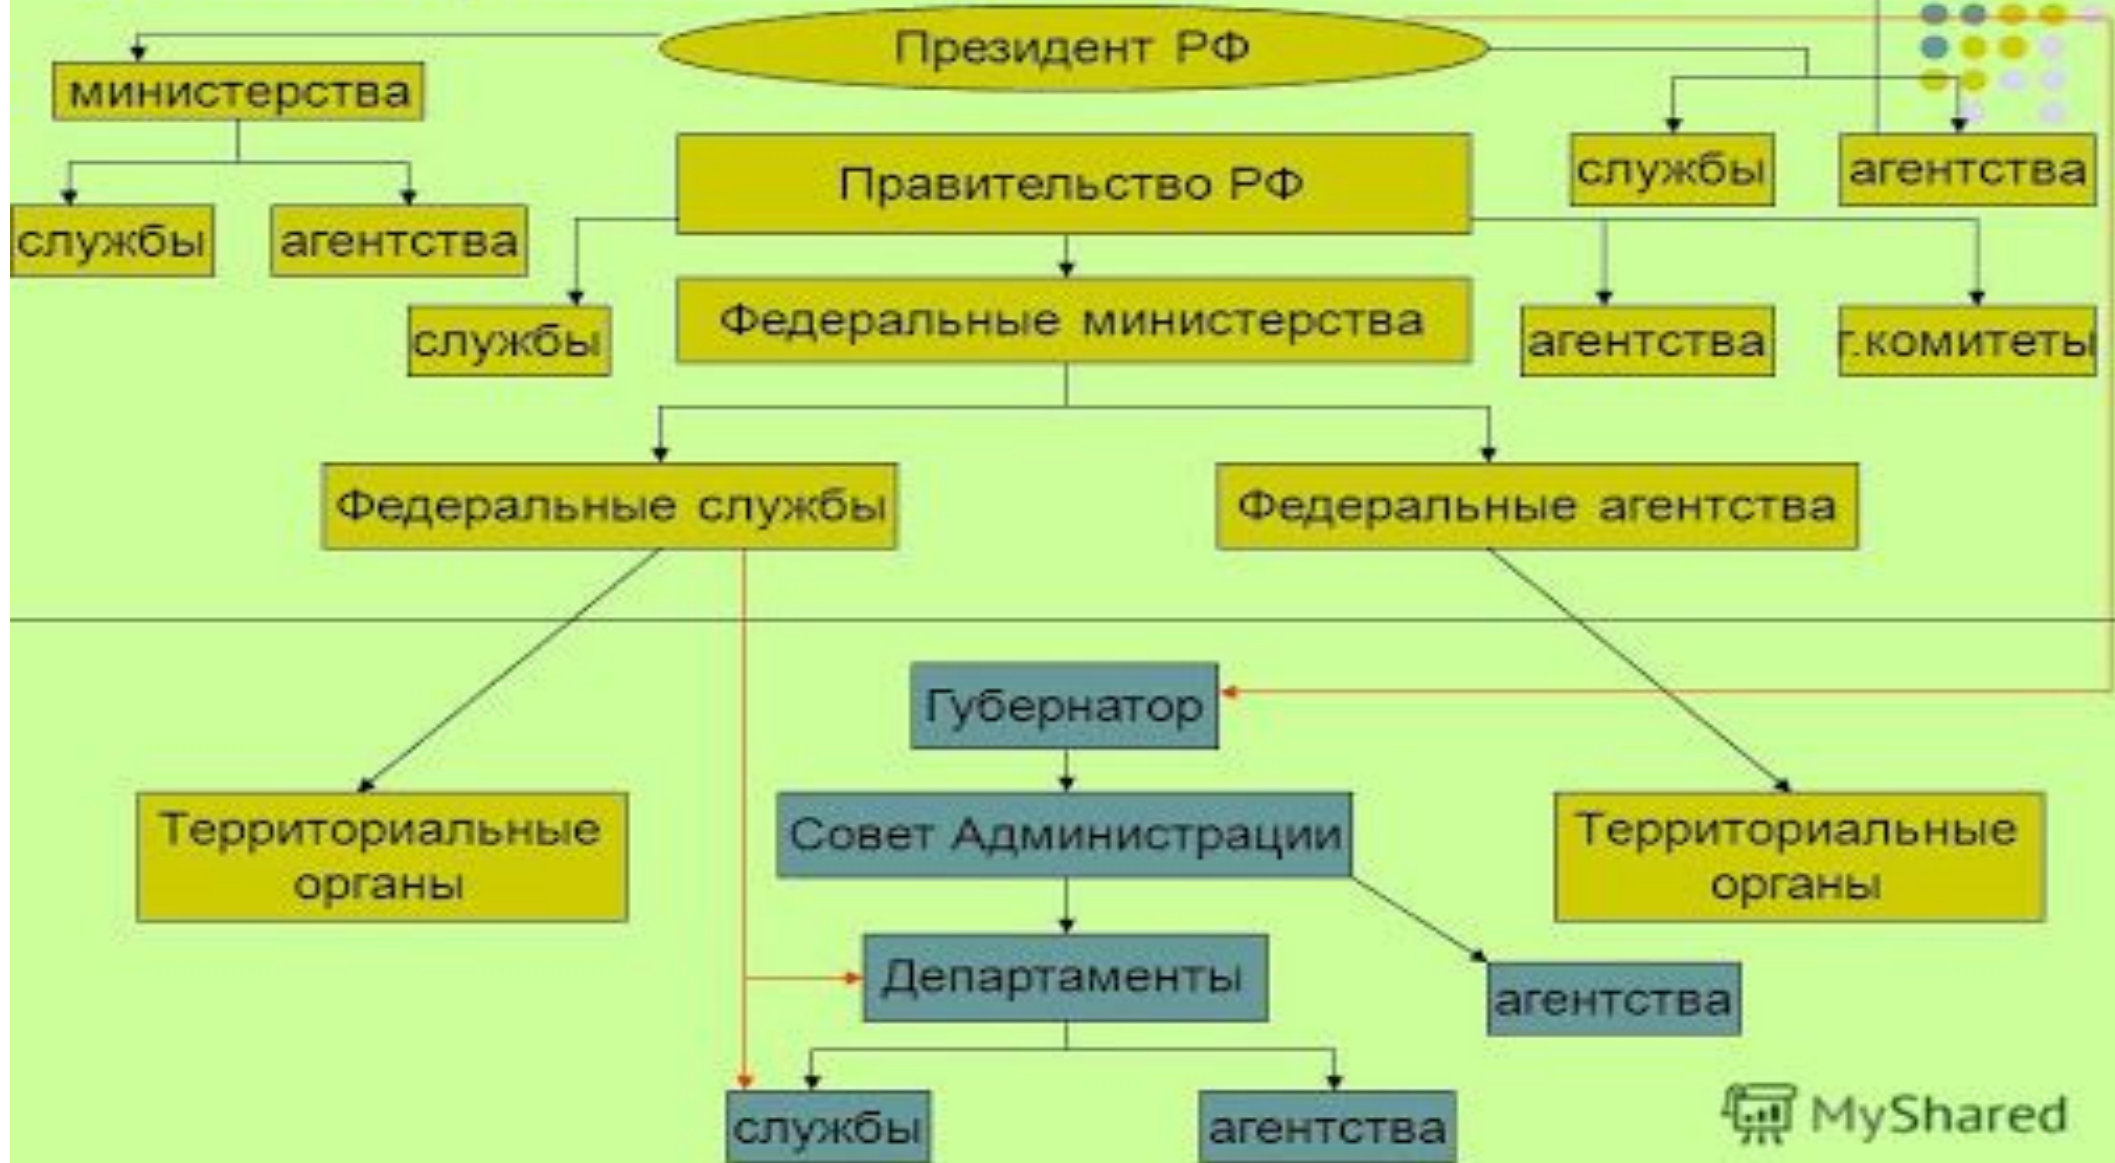 Президент РФ
министерства
службы
агентства
Правительство РФ
службы
агентства
службы
Федеральные министерства
агентства
г.комитеты
Федеральные службы
Федеральные агентства
Губернатор
Территориальные
органы
Совет Администрации
Территориальные
органы
Департаменты
агентства
службы
агентства
MyShared